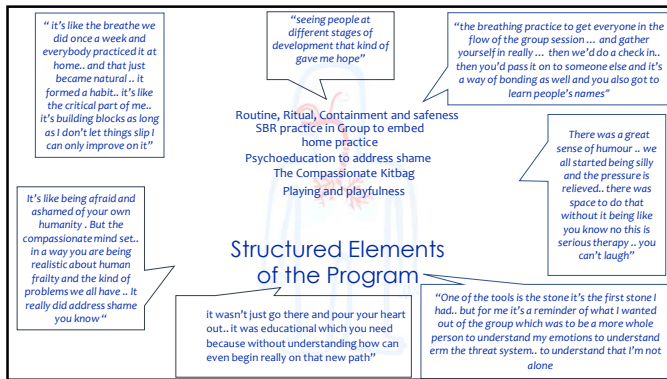 “ it’s like the breathe we
did once a week and
everybody practiced it at
home.. and that just
became natural .. it
formed a habit.. it’s like
the critical part of me..
it’s building blocks as long
as I don’t let things slip I
can only improve on it”
“seeing people at
different stages of
development that kind of
gave me hope”
“the breathing practice to get everyone in the
flow of the group session … and gather
yourself in really … then we’d do a check in..
then you’d pass it on to someone else and it’s
a way of bonding as well and you also got to
learn people’s names”
Routine, Ritual, Containment and safeness
SBR practice in Group to embed
home practice
Psychoeducation to address shame
The Compassionate Kitbag
Playing and playfulness
There was a great
sense of humour .. we
all started being silly
and the pressure is
relieved.. there was
space to do that
without it being like
you know no this is
serious therapy .. you
can’t laugh”
It’s like being afraid and
ashamed of your own
humanity . But the
compassionate mind set..
in a way you are being
realistic about human
frailty and the kind of
problems we all have .. It
really did address shame
you know “
Structured Elements
of the Program
it wasn’t just go there and pour your heart
out.. it was educational which you need
because without understanding how can
even begin really on that new path”
“One of the tools is the stone it’s the first stone I
had.. but for me it’s a reminder of what I wanted
out of the group which was to be a more whole
person to understand my emotions to understand
erm the threat system.. to understand that I’m not
alone